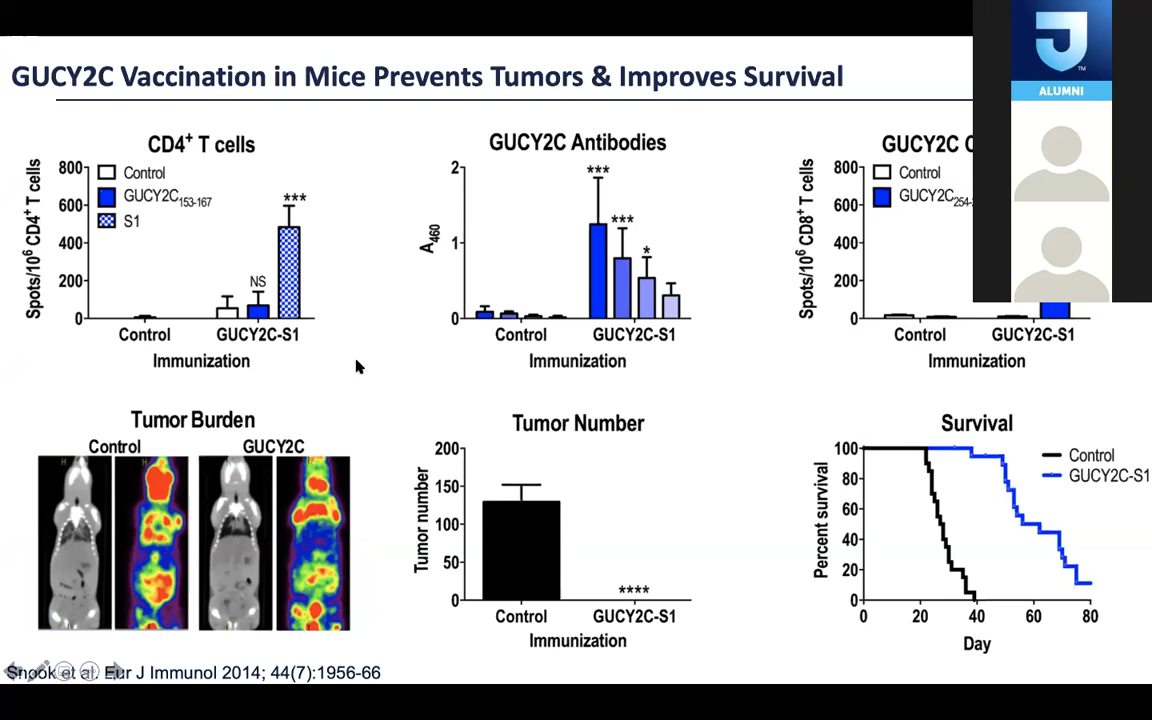 GUCY2C Vaccination in Mice Prevents Tumors & Improves Survival
J
TM
ALUMNI
CD4+ T cells
Spots/10^6 CD4+ T cells
800
600
400
200
0
Control
GUCY2C153-167
S1
NS
***
Control
GUCY2C-S1
Immunization
GUCY2C Antibodies
A460
2
1
0
***
***
*
Control
GUCY2C-S1
Immunization
GUCY2C
Spots/10^6 CD8+ T cells
800
600
400
200
0
Control
GUCY2C254-
Control
GUCY2C-S1
Immunization
Tumor Burden
Control
GUCY2C
H
H
H
H
Tumor Number
Tumor number
200
150
100
50
0
****
Control
GUCY2C-S1
Immunization
Survival
Percent survival
100
80
60
40
20
0
Control
GUCY2C-S1
0 20 40 60 80
Day
Snook et al. Eur J Immunol 2014; 44(7):1956-66